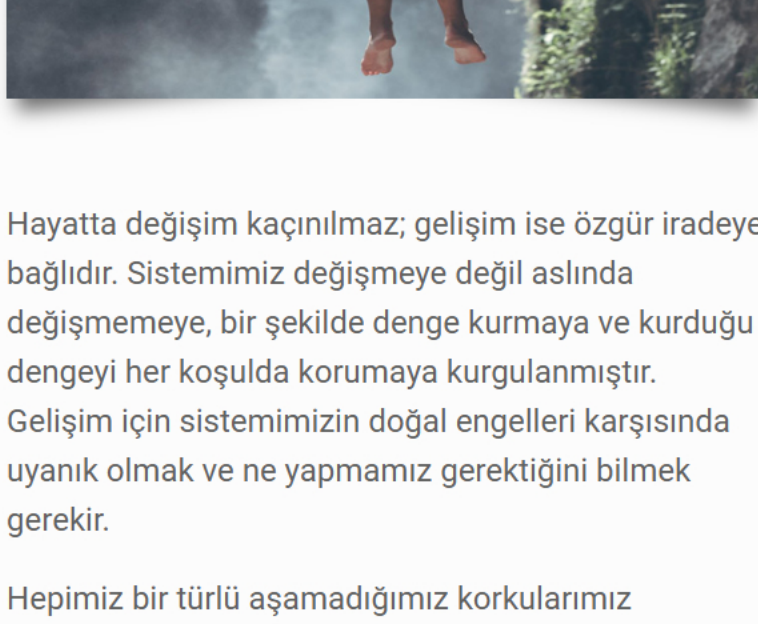 Hayatta değişim kaçınılmaz; gelişim ise özgür iradeye
bağlıdır. Sistemimiz değişmeye değil aslında
değişmemeye, bir şekilde denge kurmaya ve kurduğu
dengeyi her koşulda korumaya kurgulanmıştır.
Gelişim için sistemimizin doğal engelleri karşısında
uyanık olmak ve ne yapmamız gerektiğini bilmek
gerekir.
Hepimiz bir türlü aşamadığımız korkularımız